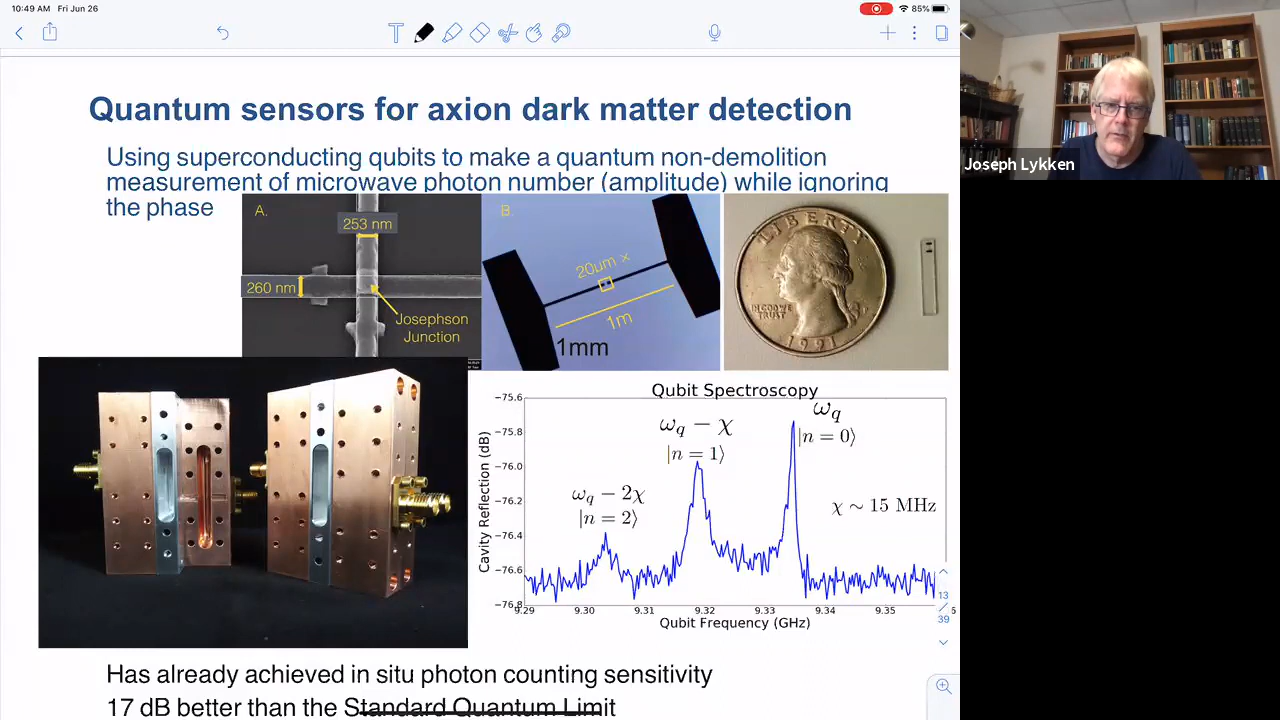 10:49 AM Fri Jun 26
85%
Quantum sensors for axion dark matter detection
Using superconducting qubits to make a quantum non-demolition
measurement of microwave photon number (amplitude) while ignoring
the phase
A.
253 nm
260 nm
Josephson
Junction
B.
20μm ×
1m
1mm
LIBERTY
IN GOD WE
TRUST
1991
Qubit Spectroscopy
Cavity Reflection (dB)
−75.6
−75.8
−76.0
−76.2
−76.4
−76.6
−76.8
ω_q
|n = 0⟩
ω_q − χ
|n = 1⟩
ω_q − 2χ
|n = 2⟩
χ ∼ 15 MHz
9.29 9.30 9.31 9.32 9.33 9.34 9.35
Qubit Frequency (GHz)
13
39
Has already achieved in situ photon counting sensitivity
17 dB better than the Standard Quantum Limit
Joseph Lykken